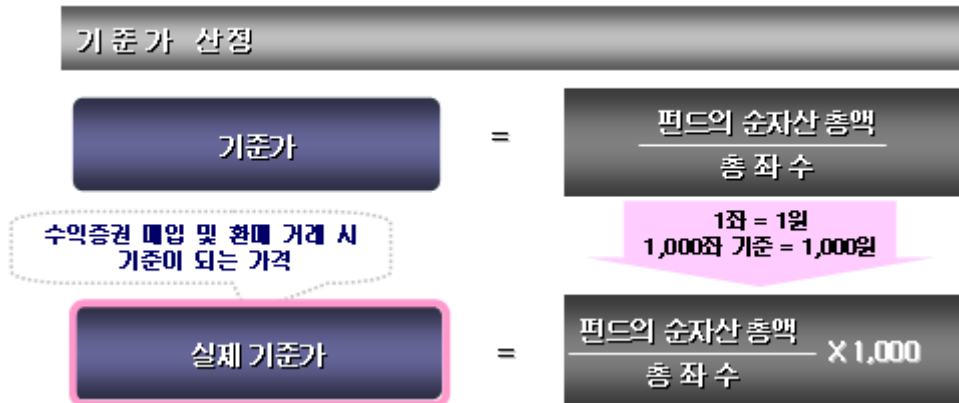 기준가 산정
기준가
=
펀드의 순자산 총액
총 좌 수
수익증권 매입 및 환매 거래 시
기준이 되는 가격
1좌 = 1원
1,000좌 기준 = 1,000원
실제 기준가
=
펀드의 순자산 총액
총 좌 수
X 1,000